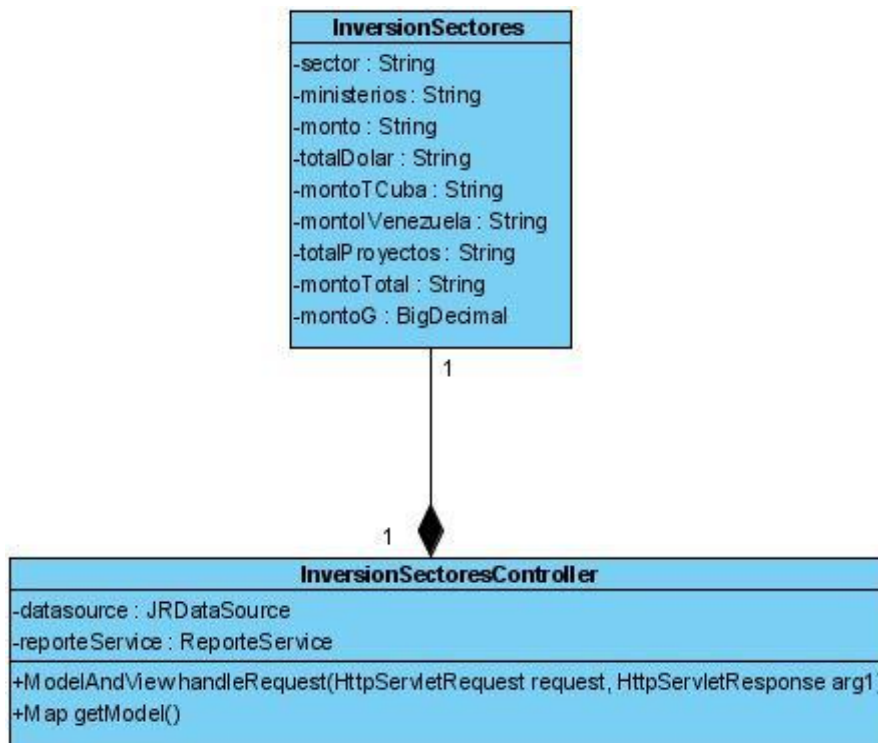 InversionSectores
-sector : String
-ministerios : String
-monto : String
-totalDolar : String
-montoTCuba : String
-montoIVenezuela : String
-totalProyectos : String
-montoTotal : String
-montoG : BigDecimal
1
1
InversionSectoresController
-datasource : JRDataSource
-reporteService : ReporteService
+ModelAndView handleRequest(HttpServletRequest request, HttpServletResponse arg1)
+Map getModel()